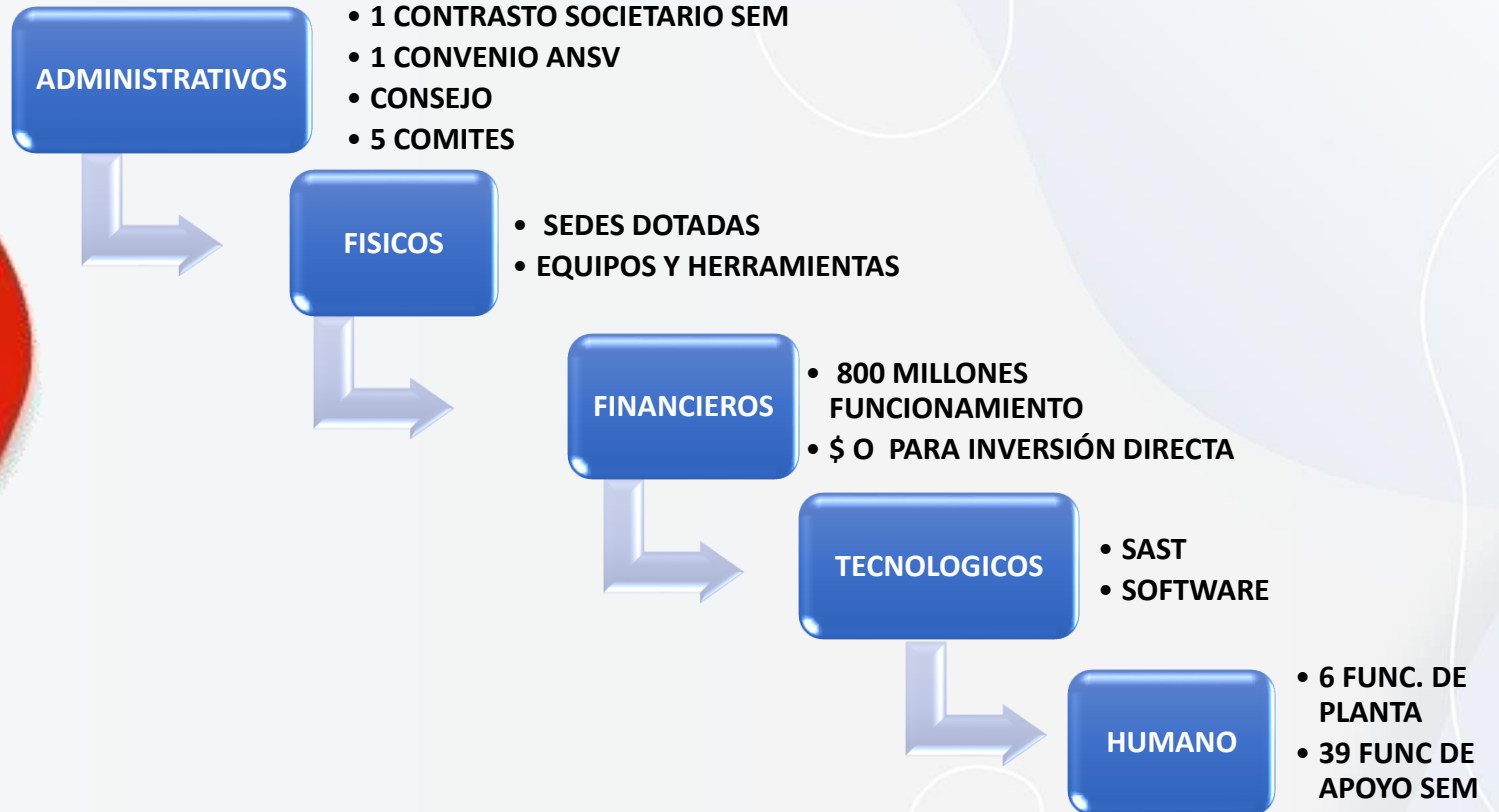 ADMINISTRATIVOS
• 1 CONTRASTO SOCIETARIO SEM
• 1 CONVENIO ANSV
• CONSEJO
• 5 COMITES
FISICOS
• SEDES DOTADAS
• EQUIPOS Y HERRAMIENTAS
FINANCIEROS
• 800 MILLONES
FUNCIONAMIENTO
• $ O PARA INVERSIÓN DIRECTA
TECNOLOGICOS
• SAST
• SOFTWARE
HUMANO
• 6 FUNC. DE
PLANTA
• 39 FUNC DE
APOYO SEM